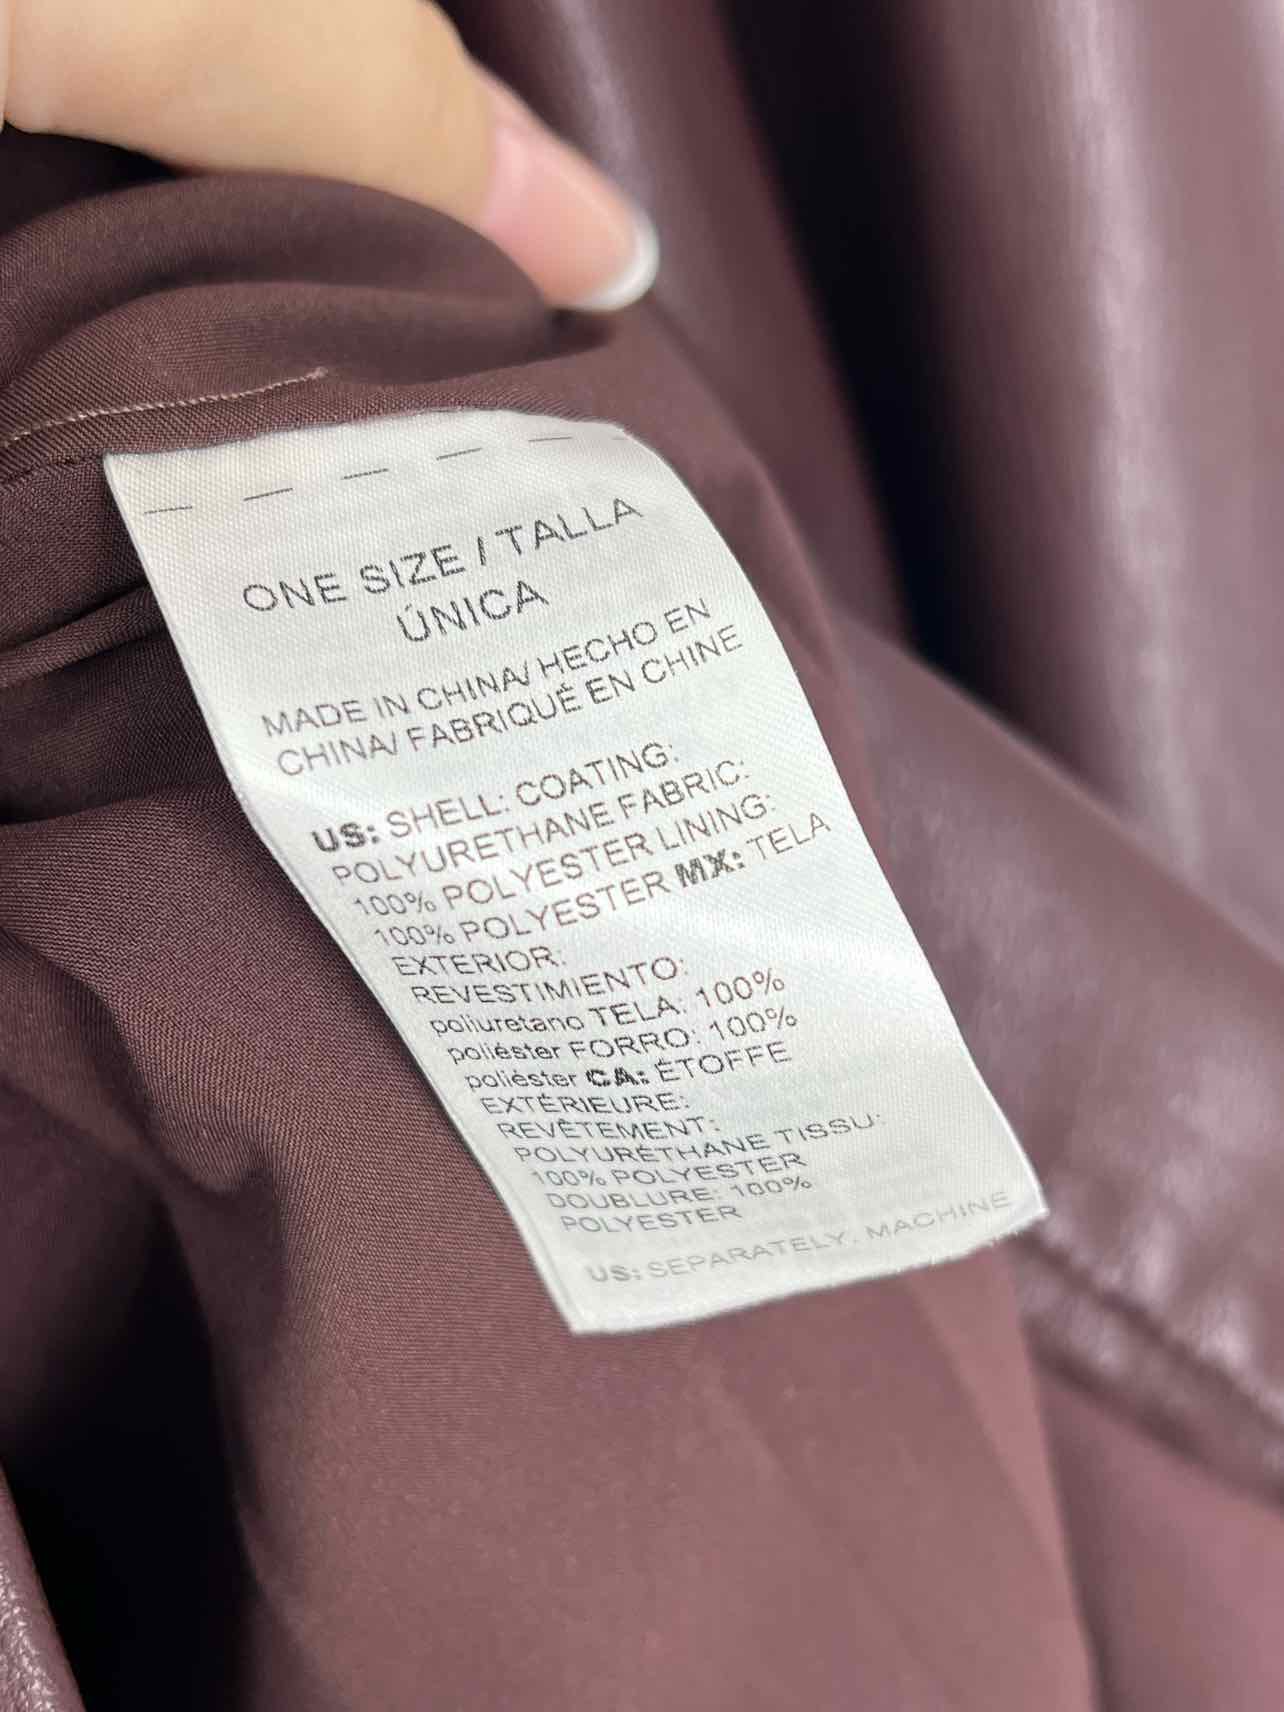 ONE SIZE / TALLA
ÚNICA
MADE IN CHINA/ HECHO EN
CHINA/ FABRIQUÉ EN CHINE
US: SHELL: COATING:
POLYURETHANE FABRIC:
100% POLYESTER LINING:
100% POLYESTER MX: TELA
EXTERIOR:
REVESTIMIENTO:
poliuretano TELA: 100%
poliéster FORRO: 100%
poliéster CA: ÉTOFFE
EXTÉRIEURE:
REVÊTEMENT:
POLYURÉTHANE TISSU:
100% POLYESTER
DOUBLURE: 100%
POLYESTER
US: SEPARATELY. MACHINE